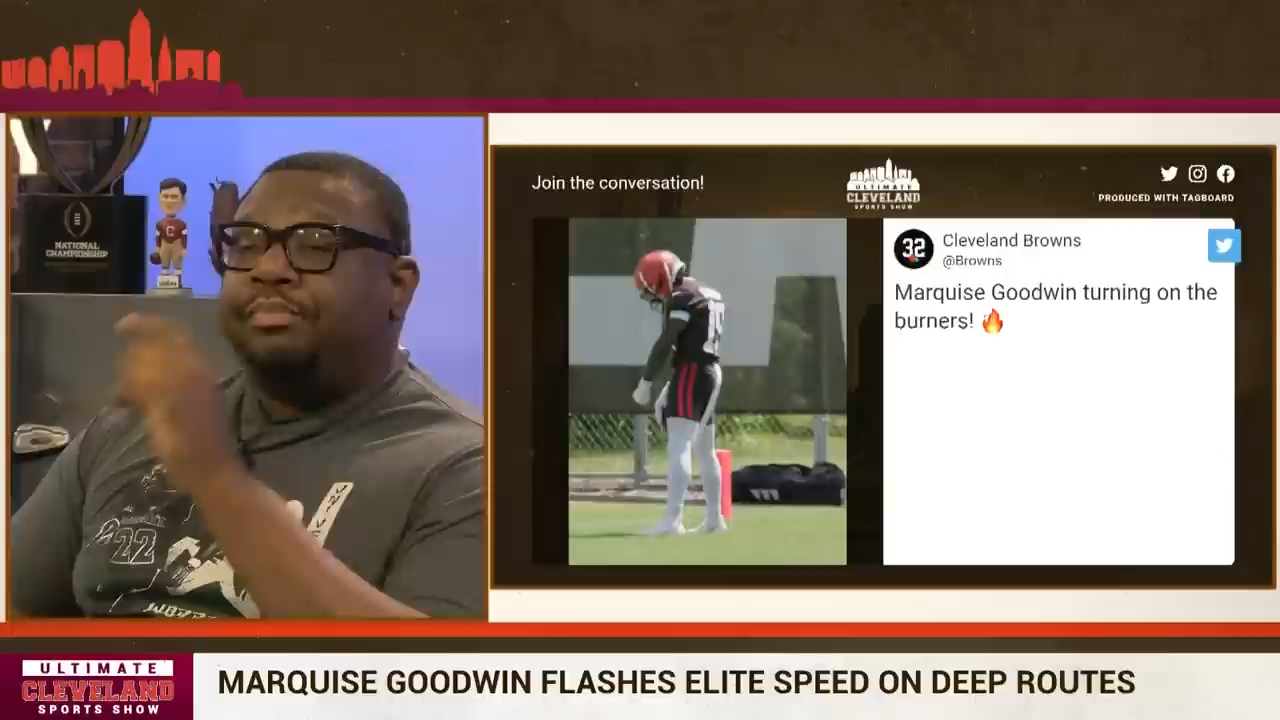 NATIONAL
CHAMPIONSHIP
C
22
Join the conversation!
ULTIMATE
CLEVELAND
SPORTS SHOW
PRODUCED WITH TAGBOARD
32
Cleveland Browns
@Browns
Marquise Goodwin turning on the
burners! 🔥
ULTIMATE
CLEVELAND
SPORTS SHOW
MARQUISE GOODWIN FLASHES ELITE SPEED ON DEEP ROUTES